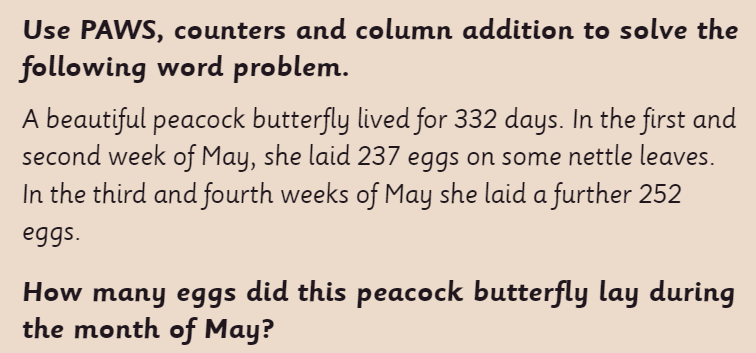 Use PAWS, counters and column addition to solve the
following word problem.
A beautiful peacock butterfly lived for 332 days. In the first and
second week of May, she laid 237 eggs on some nettle leaves.
In the third and fourth weeks of May she laid a further 252
eggs.
How many eggs did this peacock butterfly lay during
the month of May?